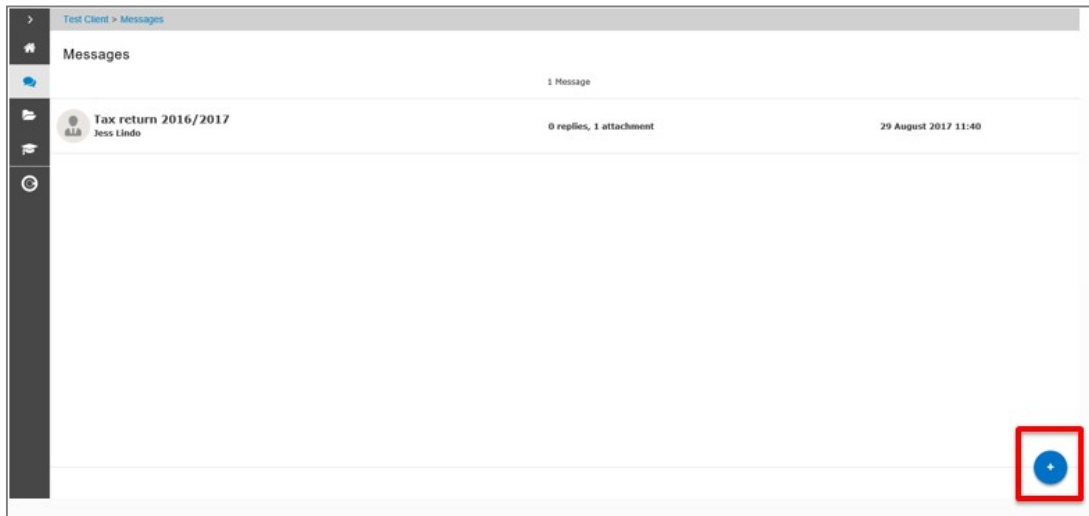 Test Client > Messages
Messages
1 Message
Tax return 2016/2017
Jess Lindo
0 replies, 1 attachment
29 August 2017 11:40